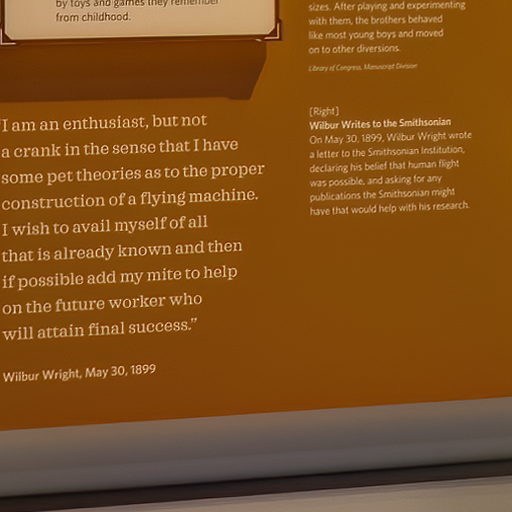 by toys and games they remember
from childhood.
sizes. After playing and experimenting
with them, the brothers behaved
like most young boys and moved
on to other diversions.
Library of Congress, Manuscript Division
"I am an enthusiast, but not
a crank in the sense that I have
some pet theories as to the proper
construction of a flying machine.
I wish to avail myself of all
that is already known and then
if possible add my mite to help
on the future worker who
will attain final success."
Wilbur Wright, May 30, 1899
[Right]
Wilbur Writes to the Smithsonian
On May 30, 1899, Wilbur Wright wrote
a letter to the Smithsonian Institution,
declaring his belief that human flight
was possible, and asking for any
publications the Smithsonian might
have that would help with his research.